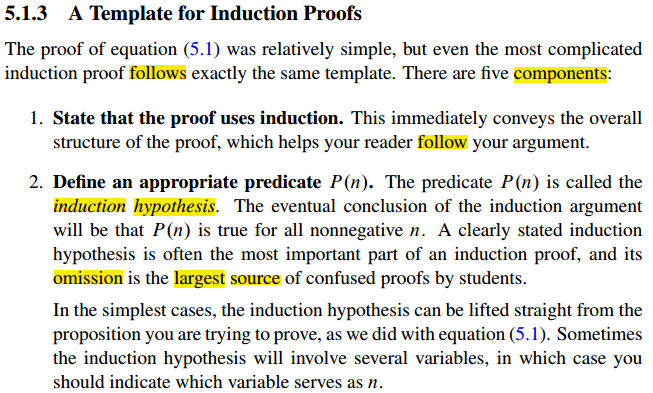 5.1.3 A Template for Induction Proofs
The proof of equation (5.1) was relatively simple, but even the most complicated
induction proof follows exactly the same template. There are five components:
1. State that the proof uses induction. This immediately conveys the overall
structure of the proof, which helps your reader follow your argument.
2. Define an appropriate predicate P(n). The predicate P(n) is called the
induction hypothesis. The eventual conclusion of the induction argument
will be that P(n) is true for all nonnegative n. A clearly stated induction
hypothesis is often the most important part of an induction proof, and its
omission is the largest source of confused proofs by students.
In the simplest cases, the induction hypothesis can be lifted straight from the
proposition you are trying to prove, as we did with equation (5.1). Sometimes
the induction hypothesis will involve several variables, in which case you
should indicate which variable serves as n.